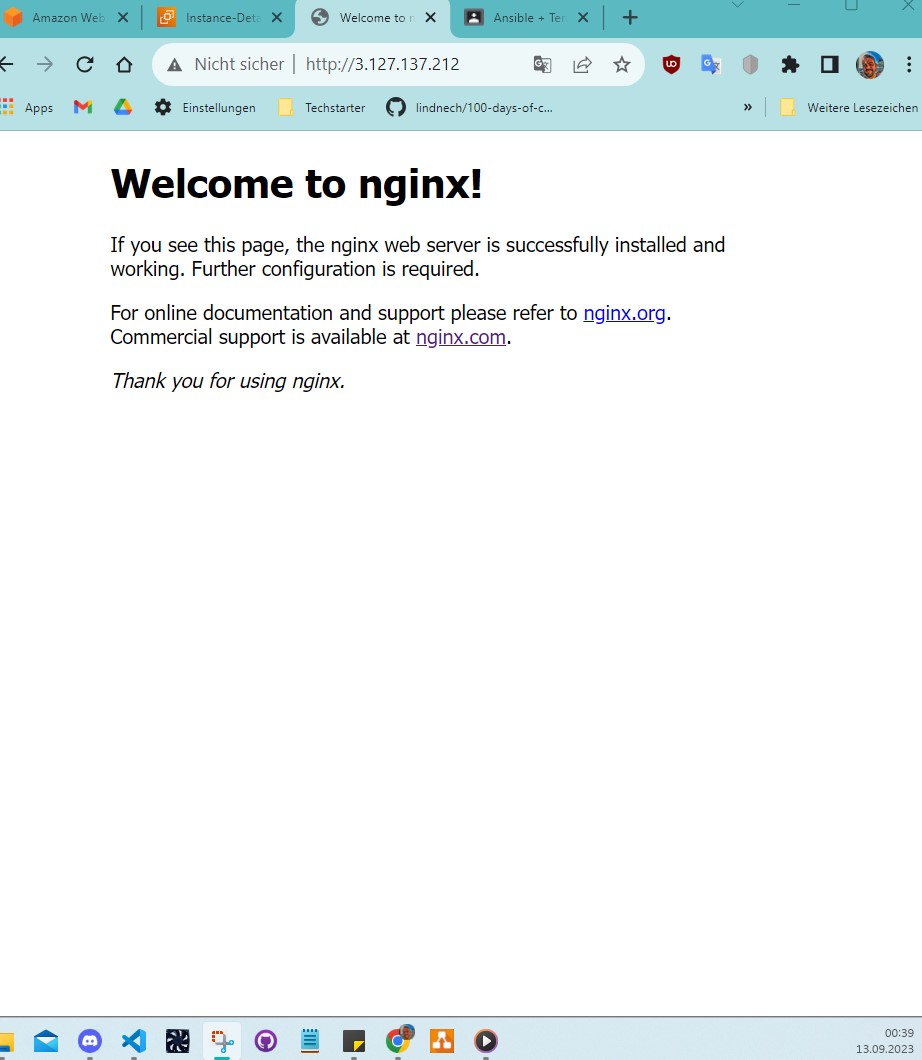 Amazon Web
Instance-Deta
Welcome to n
Ansible + Ter
Nicht sicher | http://3.127.137.212
Apps
Einstellungen
Techstarter
lindnech/100-days-of-c...
»
Weitere Lesezeichen
Welcome to nginx!
If you see this page, the nginx web server is successfully installed and
working. Further configuration is required.
For online documentation and support please refer to nginx.org.
Commercial support is available at nginx.com.
Thank you for using nginx.
00:39
13.09.2023